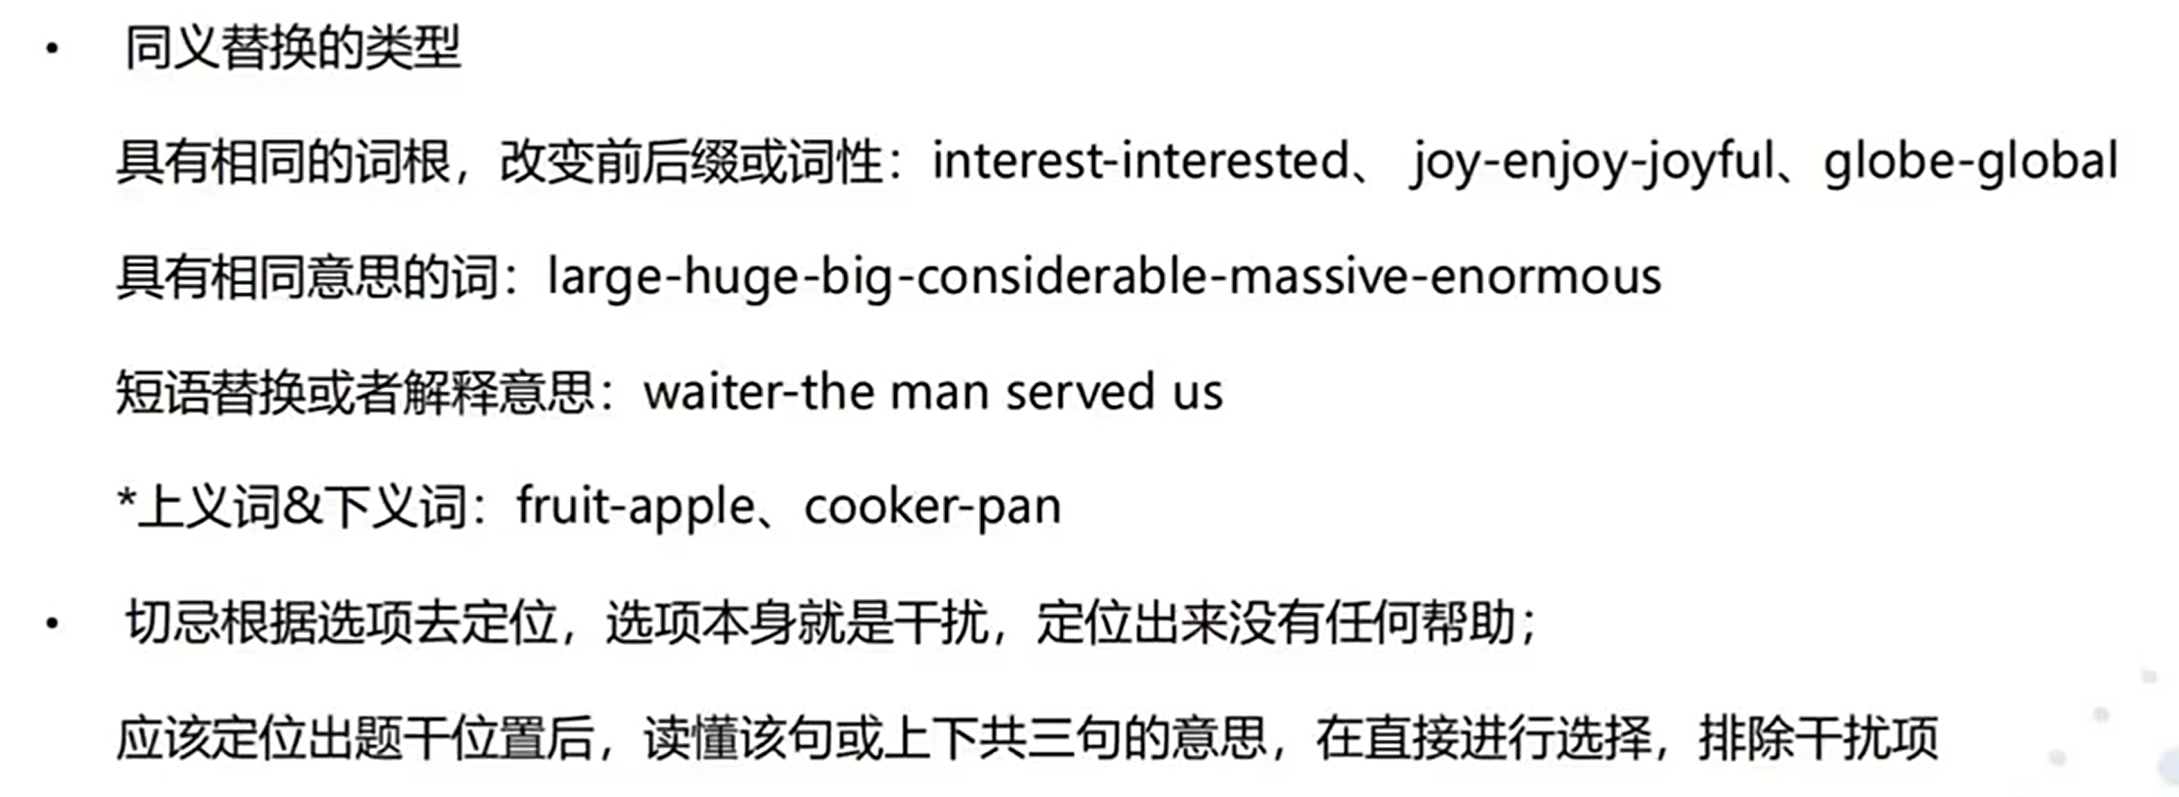 • 同义替换的类型
具有相同的词根，改变前后缀或词性：interest-interested、 joy-enjoy-joyful、globe-global
具有相同意思的词：large-huge-big-considerable-massive-enormous
短语替换或者解释意思：waiter-the man served us
*上义词&下义词：fruit-apple、cooker-pan
• 切忌根据选项去定位，选项本身就是干扰，定位出来没有任何帮助；
应该定位出题干位置后，读懂该句或上下共三句的意思，在直接进行选择，排除干扰项